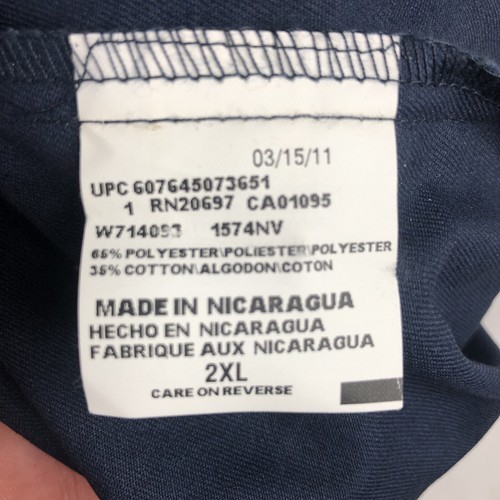 03/15/11
UPC 607645073651
1 RN20697 CA01095
W714093 1574NV
65% POLYESTER\POLIESTER\POLYESTER
35% COTTON\ALGODON\COTON
MADE IN NICARAGUA
HECHO EN NICARAGUA
FABRIQUE AUX NICARAGUA
2XL
CARE ON REVERSE